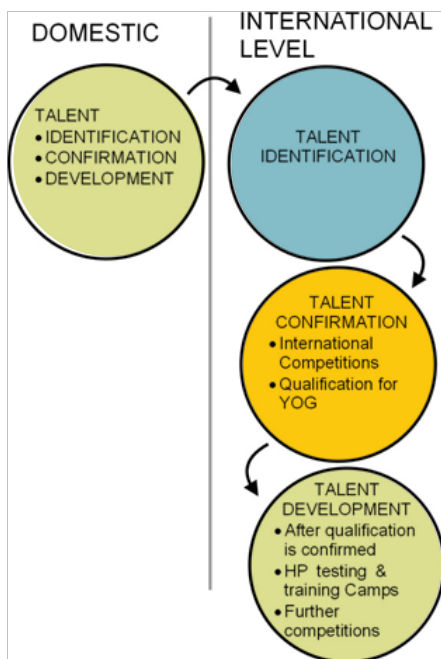 DOMESTIC
INTERNATIONAL
LEVEL
TALENT
• IDENTIFICATION
• CONFIRMATION
• DEVELOPMENT
TALENT
IDENTIFICATION
TALENT
CONFIRMATION
• International
Competitions
• Qualification for
YOG
TALENT
DEVELOPMENT
• After qualification
is confirmed
• HP testing &
training Camps
• Further
competitions